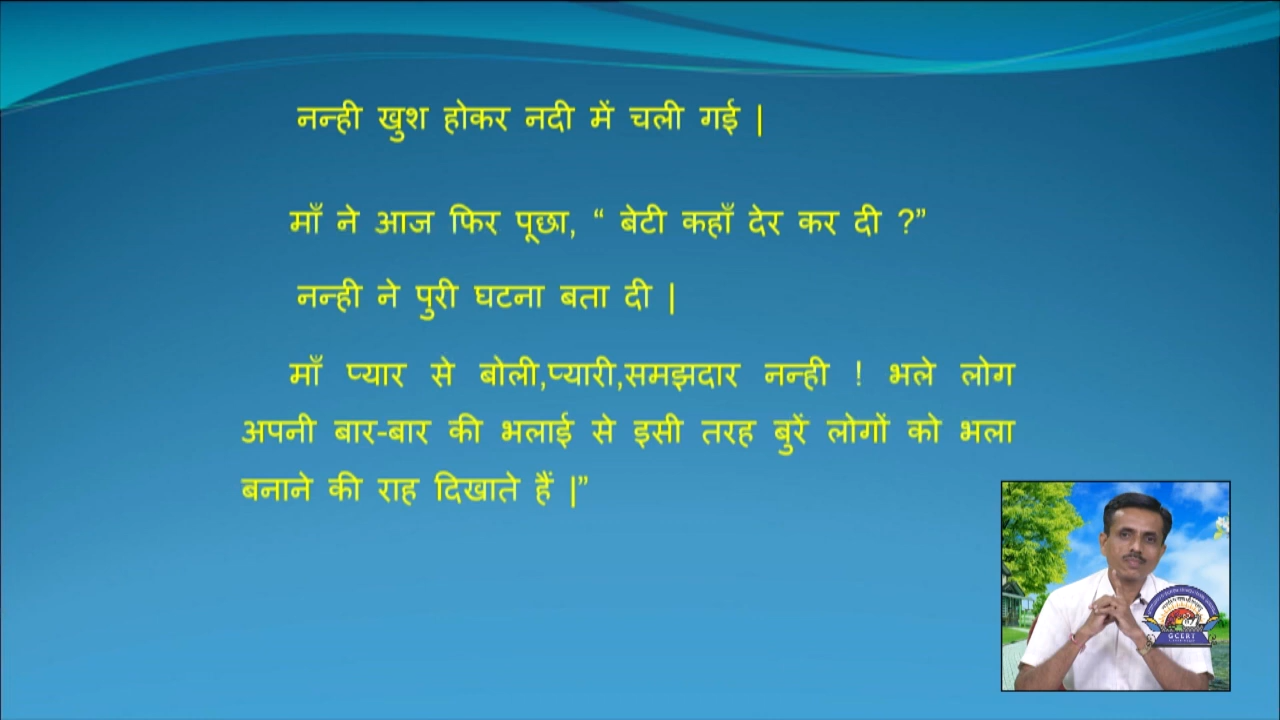 नन्ही खुश होकर नदी में चली गई |
माँ ने आज फिर पूछा, “ बेटी कहाँ देर कर दी ?”
नन्ही ने पुरी घटना बता दी |
माँ प्यार से बोली,प्यारी,समझदार नन्ही ! भले लोग
अपनी बार-बार की भलाई से इसी तरह बुरें लोगों को भला
बनाने की राह दिखाते हैं |”
GCERT